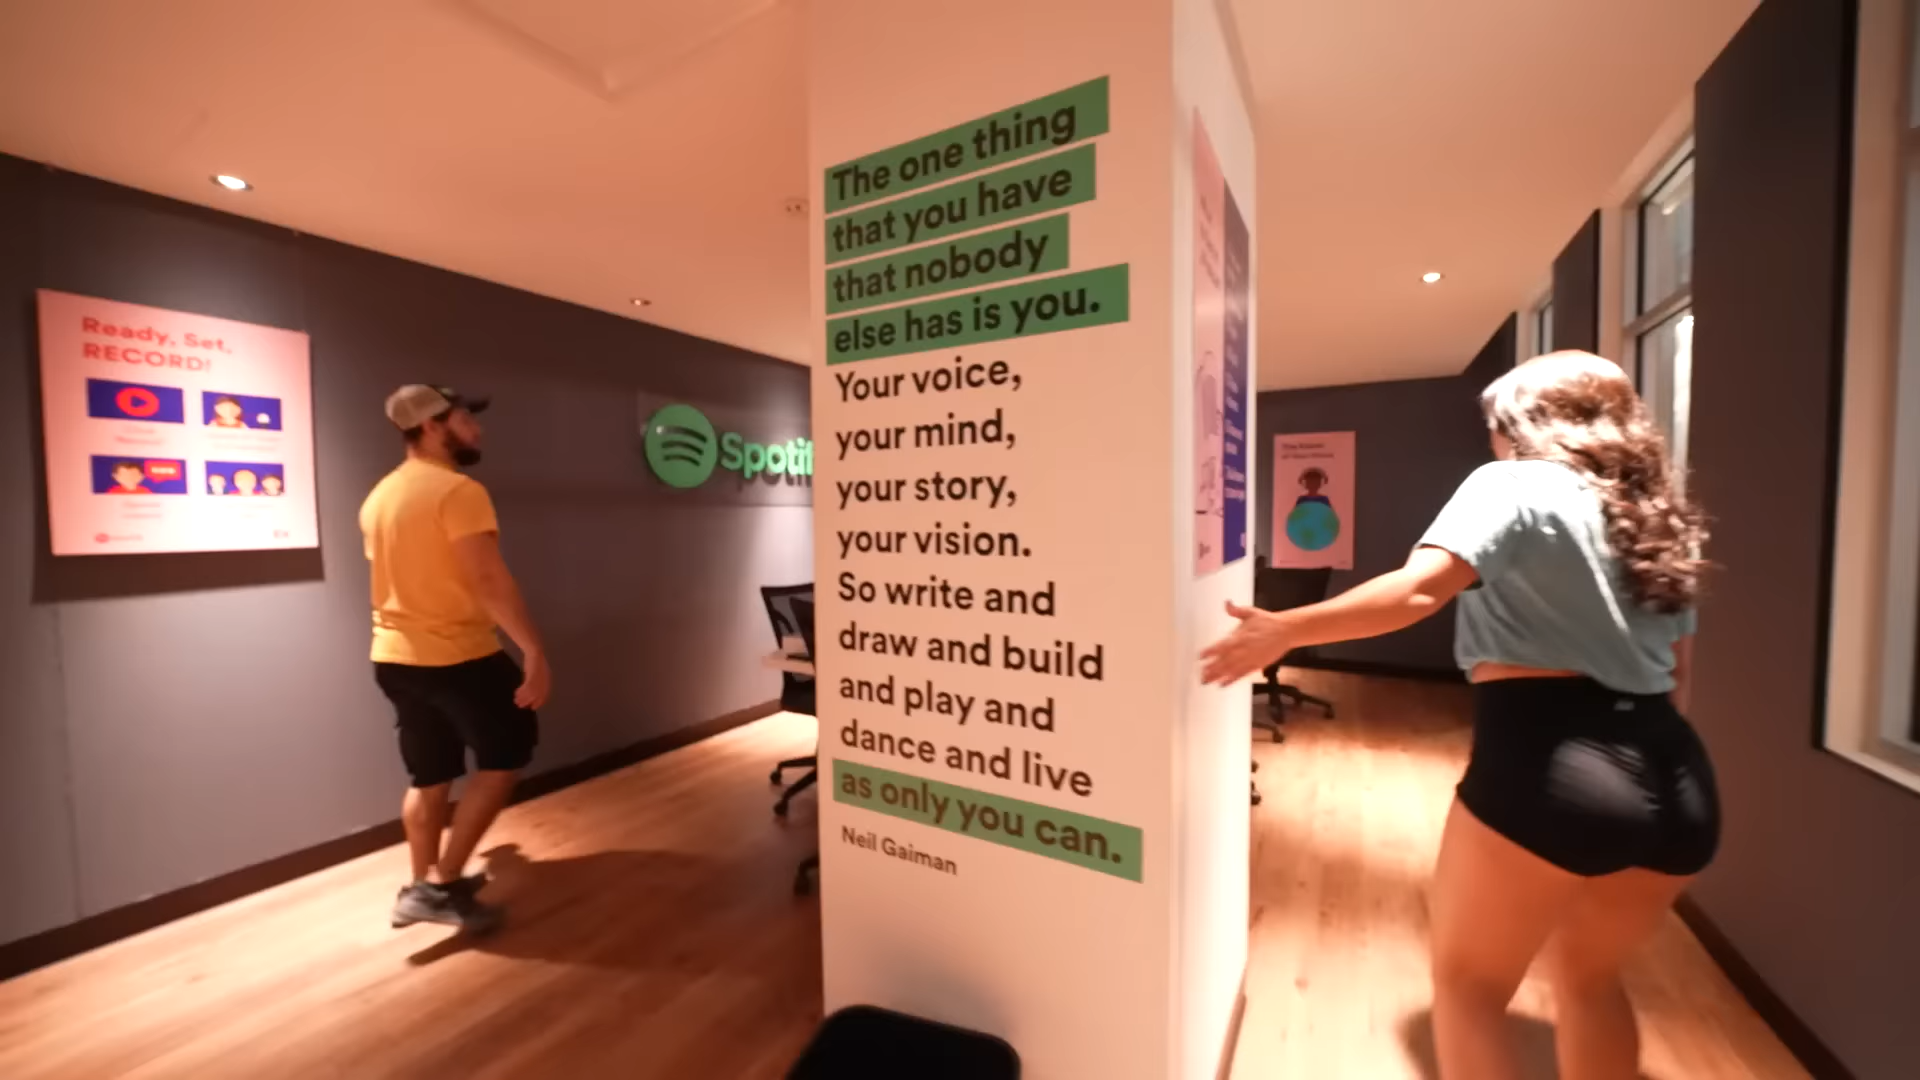 Ready, Set,
RECORD!
Spotif
The one thing
that you have
that nobody
else has is you.
Your voice,
your mind,
your story,
your vision.
So write and
draw and build
and play and
dance and live
as only you can.
Neil Gaiman